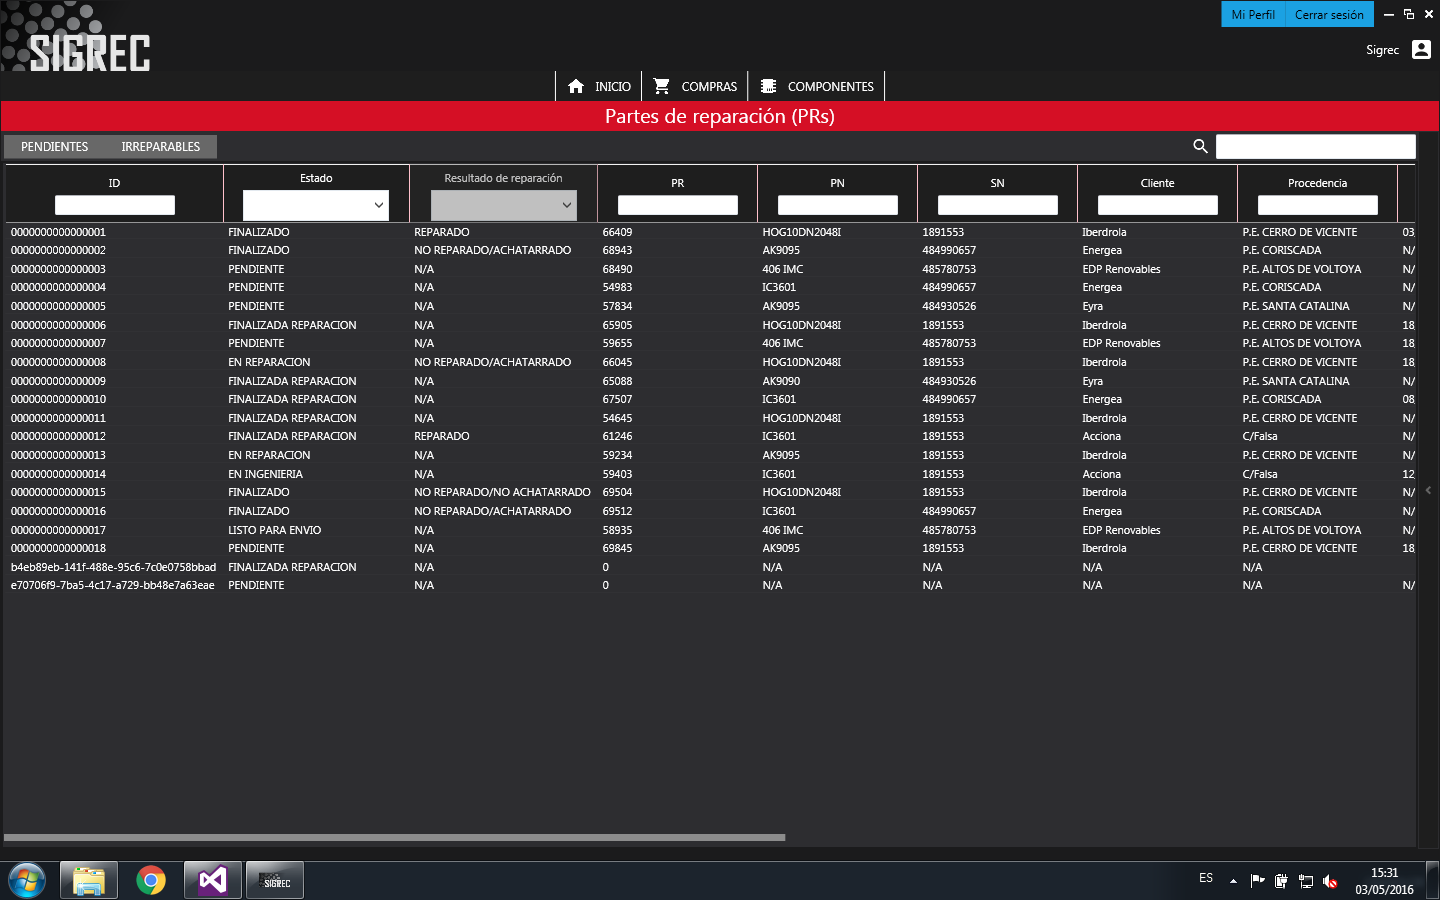 Mi Perfil Cerrar sesión
SIGREC
Sigrec
INICIO COMPRAS COMPONENTES
Partes de reparación (PRs)
PENDIENTES IRREPARABLES
ID Estado Resultado de reparación PR PN SN Cliente Procedencia
0000000000000001 FINALIZADO REPARADO 66409 HOG10DN2048I 1891553 Iberdrola P.E. CERRO DE VICENTE 03,
0000000000000002 FINALIZADO NO REPARADO/ACHATARRADO 68943 AK9095 484990657 Energea P.E. CORISCADA N/
0000000000000003 PENDIENTE N/A 68490 406 IMC 485780753 EDP Renovables P.E. ALTOS DE VOLTOYA N/
0000000000000004 PENDIENTE N/A 54983 IC3601 484990657 Energea P.E. CORISCADA N/
0000000000000005 PENDIENTE N/A 57834 AK9095 484930526 Eyra P.E. SANTA CATALINA N/
0000000000000006 FINALIZADA REPARACION N/A 65905 HOG10DN2048I 1891553 Iberdrola P.E. CERRO DE VICENTE 18,
0000000000000007 PENDIENTE N/A 59655 406 IMC 485780753 EDP Renovables P.E. ALTOS DE VOLTOYA 18,
0000000000000008 EN REPARACION NO REPARADO/ACHATARRADO 66045 HOG10DN2048I 1891553 Iberdrola P.E. CERRO DE VICENTE 18,
0000000000000009 FINALIZADA REPARACION N/A 65088 AK9090 484930526 Eyra P.E. SANTA CATALINA N/
0000000000000010 FINALIZADA REPARACION N/A 67507 IC3601 484990657 Energea P.E. CORISCADA 08,
0000000000000011 FINALIZADA REPARACION N/A 54645 HOG10DN2048I 1891553 Iberdrola P.E. CERRO DE VICENTE N/
0000000000000012 FINALIZADA REPARACION REPARADO 61246 IC3601 1891553 Acciona C/Falsa N/
0000000000000013 EN REPARACION N/A 59234 AK9095 1891553 Iberdrola P.E. CERRO DE VICENTE N/
0000000000000014 EN INGENIERIA N/A 59403 IC3601 1891553 Acciona C/Falsa 12,
0000000000000015 FINALIZADO NO REPARADO/NO ACHATARRADO 69504 HOG10DN2048I 1891553 Iberdrola P.E. CERRO DE VICENTE N/
0000000000000016 FINALIZADO NO REPARADO/ACHATARRADO 69512 IC3601 484990657 Energea P.E. CORISCADA N/
0000000000000017 LISTO PARA ENVIO N/A 58935 406 IMC 485780753 EDP Renovables P.E. ALTOS DE VOLTOYA N/
0000000000000018 PENDIENTE N/A 69845 AK9095 1891553 Iberdrola P.E. CERRO DE VICENTE 18,
b4eb89eb-141f-488e-95c6-7c0e0758bbad FINALIZADA REPARACION N/A 0 N/A N/A N/A N/A
e70706f9-7ba5-4c17-a729-bb48e7a63eae PENDIENTE N/A 0 N/A N/A N/A N/A N/
SIGREC
ES
15:31
03/05/2016